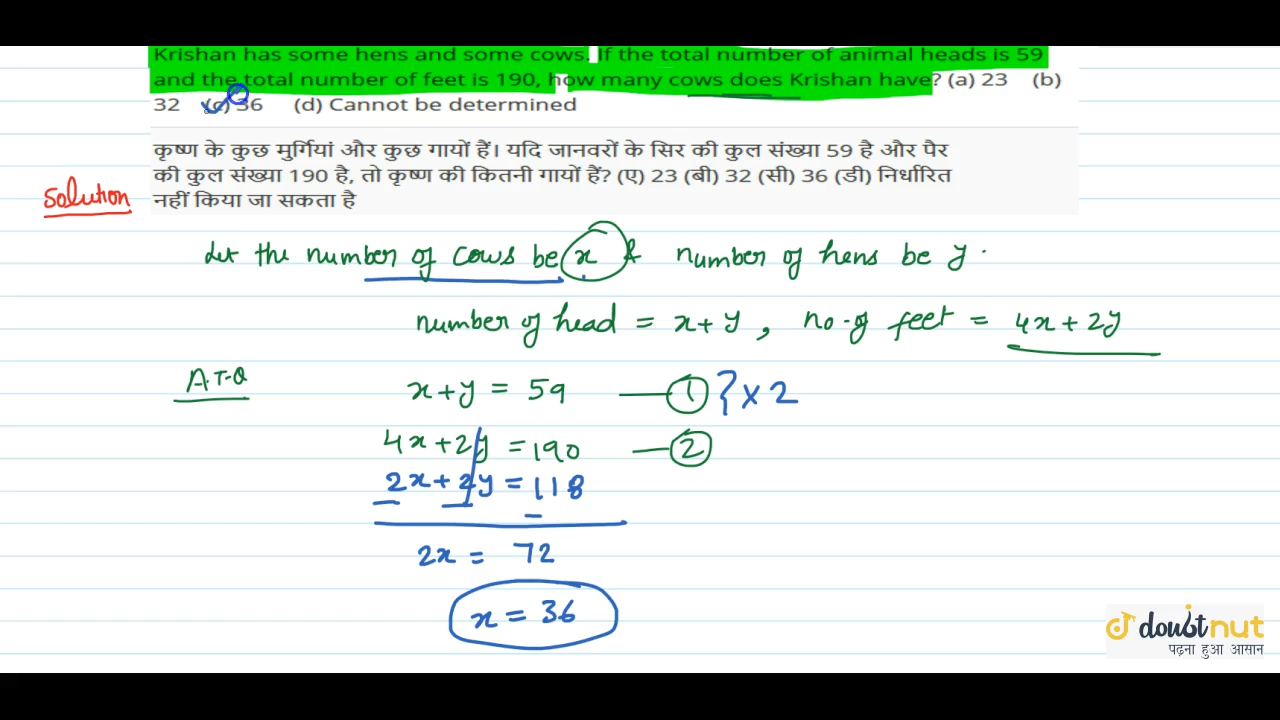 Krishan has some hens and some cows. If the total number of animal heads is 59
and the total number of feet is 190, how many cows does Krishan have? (a) 23 (b)
32 (c) 36 (d) Cannot be determined
कृष्ण के कुछ मुर्गियां और कुछ गायों हैं। यदि जानवरों के सिर की कुल संख्या 59 है और पैर
की कुल संख्या 190 है, तो कृष्ण की कितनी गायों हैं? (ए) 23 (बी) 32 (सी) 36 (डी) निर्धारित
नहीं किया जा सकता है
Solution
Let the number of cows be x & number of hens be y.
number of head = x+y, no. of feet = 4x+2y
A.T.Q
x+y = 59 — 1 } x 2
4x+2y = 190 — 2
2x+2y = 118
2x = 72
x = 36
doubtnut
पढ़ना हुआ आसान